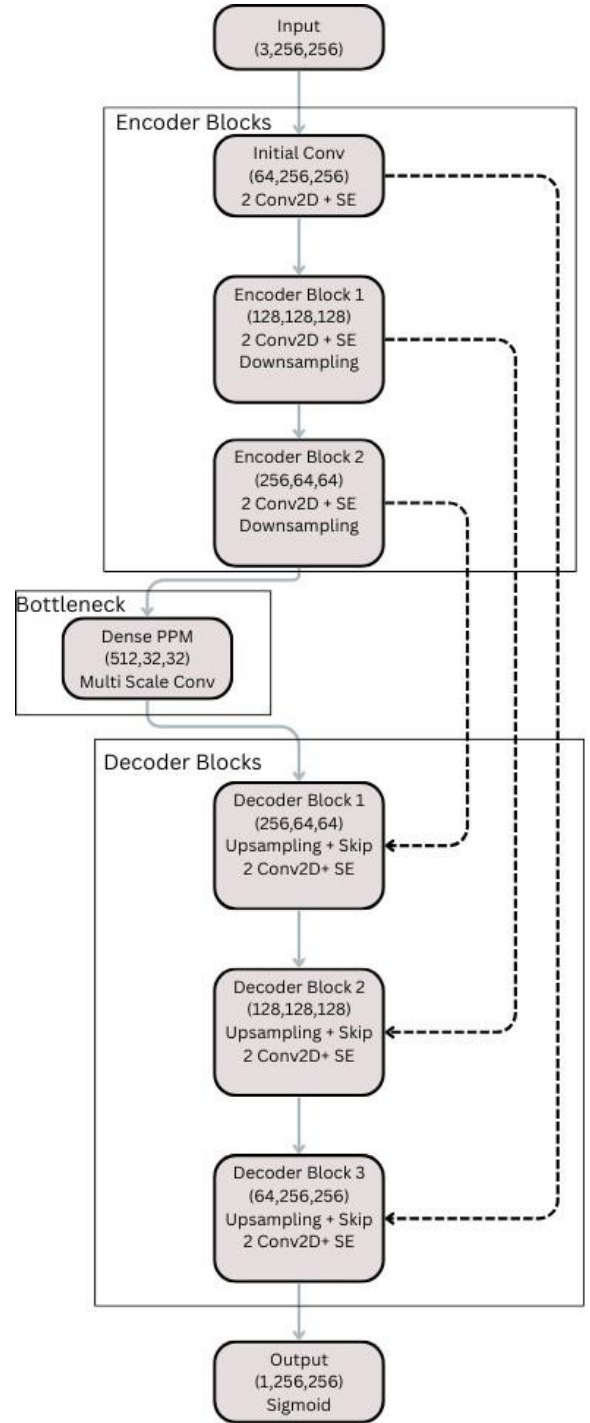 Input
(3,256,256)
Encoder Blocks
Initial Conv
(64,256,256)
2 Conv2D + SE
Encoder Block 1
(128,128,128)
2 Conv2D + SE
Downsampling
Encoder Block 2
(256,64,64)
2 Conv2D + SE
Downsampling
Bottleneck
Dense PPM
(512,32,32)
Multi Scale Conv
Decoder Blocks
Decoder Block 1
(256,64,64)
Upsampling + Skip
2 Conv2D+ SE
Decoder Block 2
(128,128,128)
Upsampling + Skip
2 Conv2D+ SE
Decoder Block 3
(64,256,256)
Upsampling + Skip
2 Conv2D+ SE
Output
(1,256,256)
Sigmoid